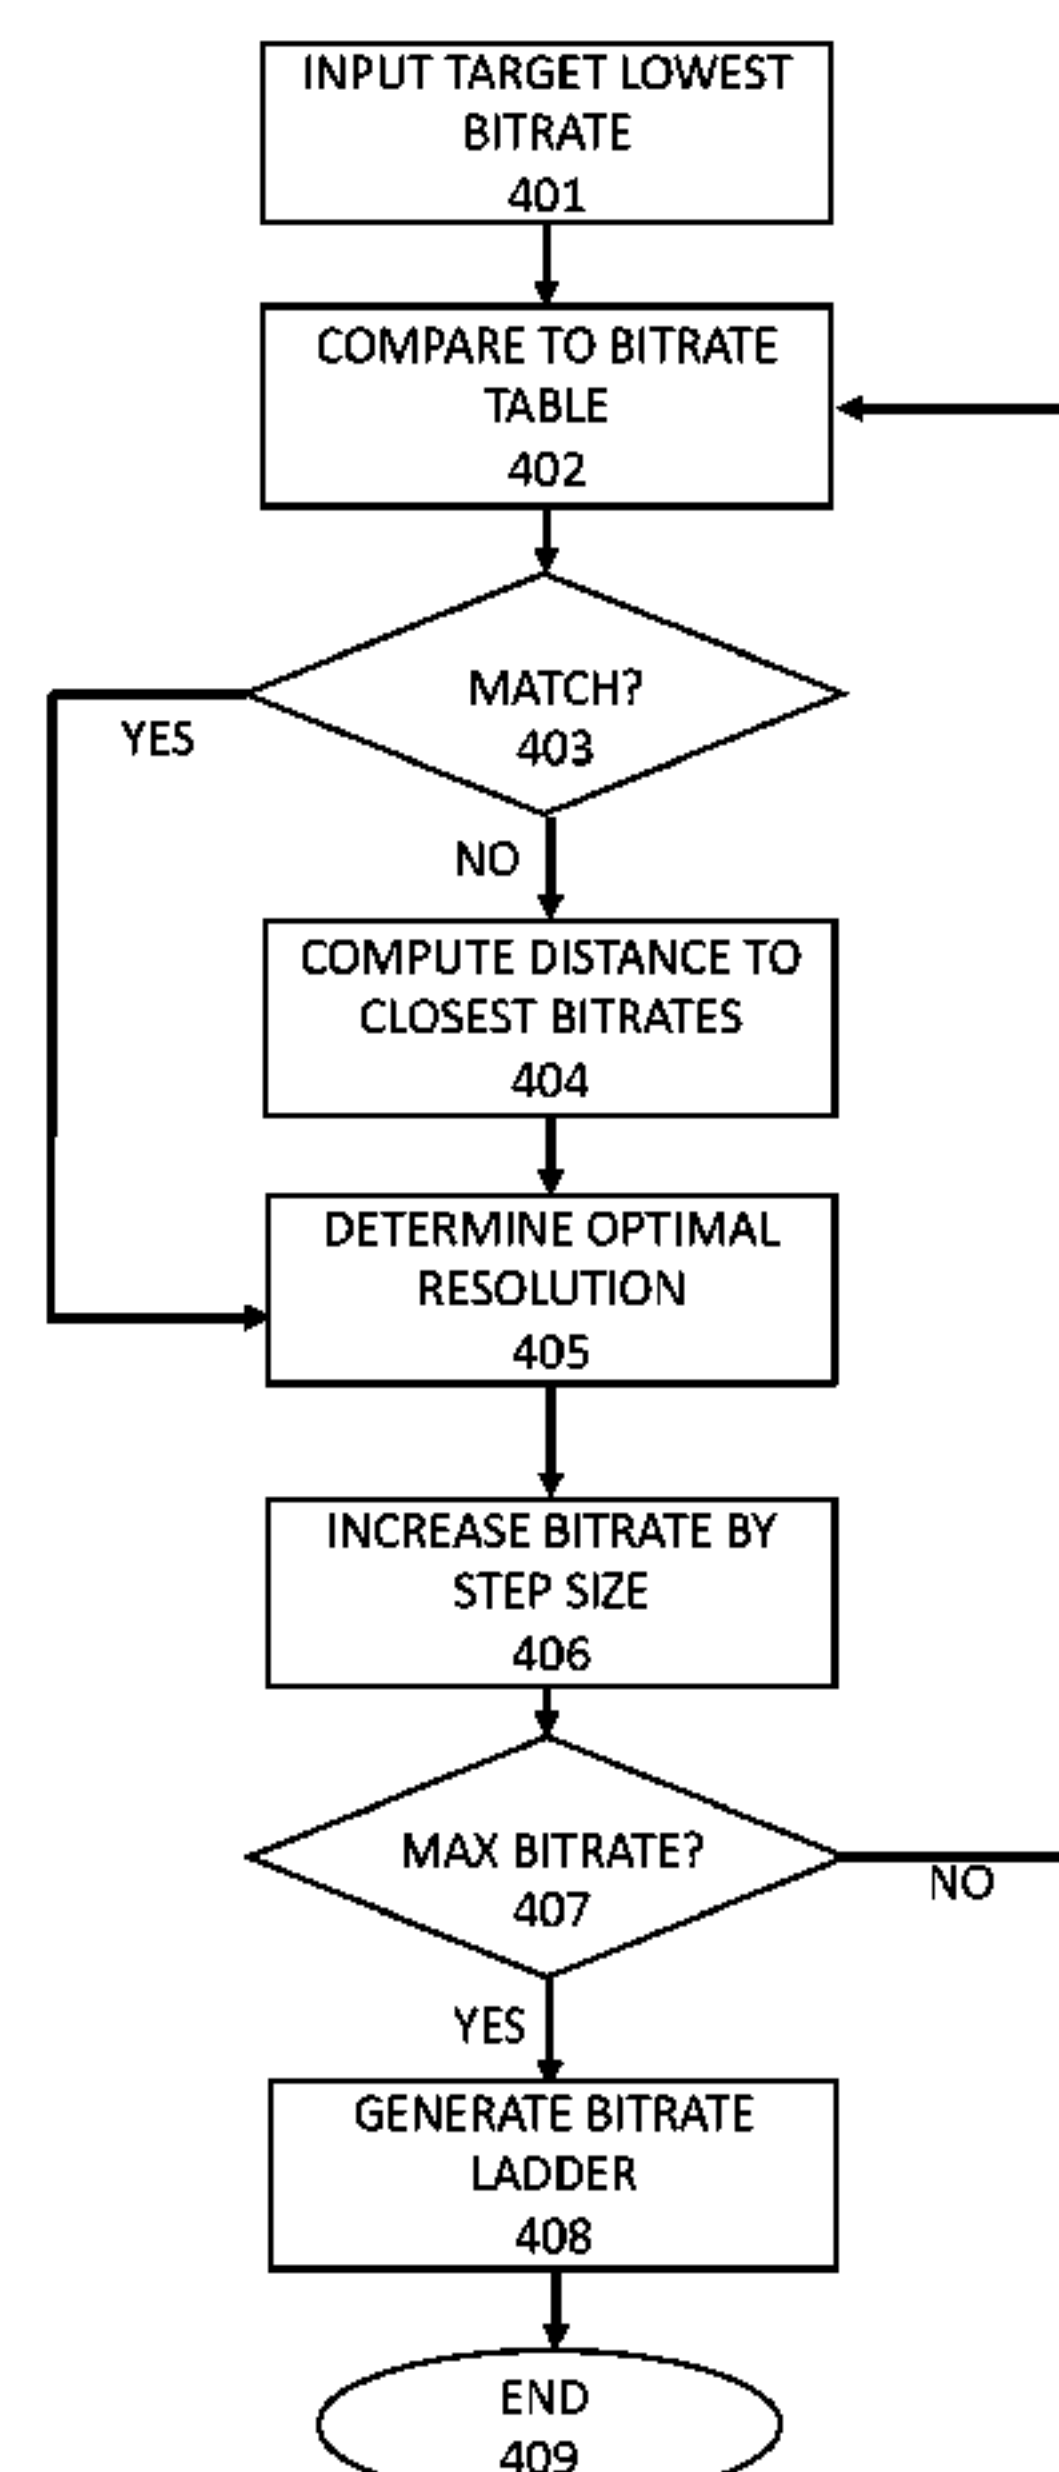 INPUT TARGET LOWEST
BITRATE
401
COMPARE TO BITRATE
TABLE
402
MATCH?
403
YES
NO
COMPUTE DISTANCE TO
CLOSEST BITRATES
404
DETERMINE OPTIMAL
RESOLUTION
405
INCREASE BITRATE BY
STEP SIZE
406
MAX BITRATE?
407
NO
YES
GENERATE BITRATE
LADDER
408
END
409